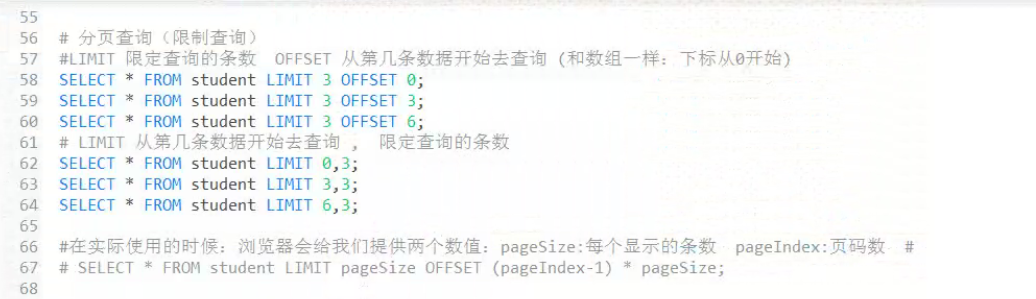 55
56 # 分页查询（限制查询）
57 #LIMIT 限定查询的条数 OFFSET 从第几条数据开始去查询 (和数组一样：下标从0开始)
58 SELECT * FROM student LIMIT 3 OFFSET 0;
59 SELECT * FROM student LIMIT 3 OFFSET 3;
60 SELECT * FROM student LIMIT 3 OFFSET 6;
61 # LIMIT 从第几条数据开始去查询 ， 限定查询的条数
62 SELECT * FROM student LIMIT 0,3;
63 SELECT * FROM student LIMIT 3,3;
64 SELECT * FROM student LIMIT 6,3;
65
66 #在实际使用的时候：浏览器会给我们提供两个数值：pageSize:每个显示的条数 pageIndex:页码数 #
67 # SELECT * FROM student LIMIT pageSize OFFSET (pageIndex-1) * pageSize;
68